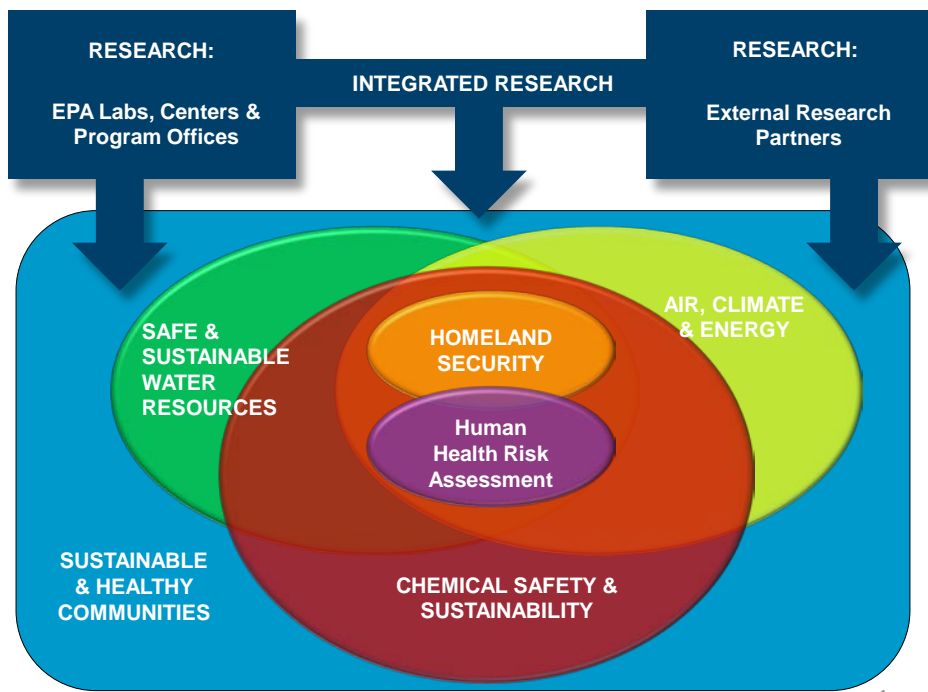 RESEARCH:
EPA Labs, Centers &
Program Offices
INTEGRATED RESEARCH
RESEARCH:
External Research
Partners
SAFE &
SUSTAINABLE
WATER
RESOURCES
HOMELAND
SECURITY
AIR, CLIMATE
& ENERGY
Human
Health Risk
Assessment
SUSTAINABLE
& HEALTHY
COMMUNITIES
CHEMICAL SAFETY &
SUSTAINABILITY